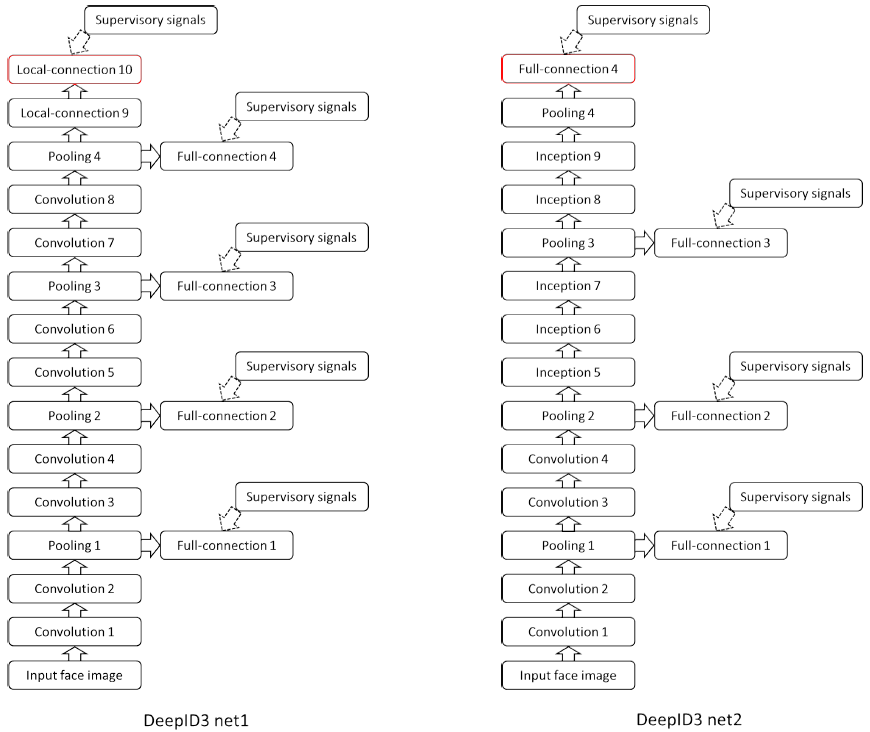 Supervisory signals
Local-connection 10
Local-connection 9
Supervisory signals
Pooling 4
Full-connection 4
Convolution 8
Convolution 7
Supervisory signals
Pooling 3
Full-connection 3
Convolution 6
Convolution 5
Supervisory signals
Pooling 2
Full-connection 2
Convolution 4
Convolution 3
Supervisory signals
Pooling 1
Full-connection 1
Convolution 2
Convolution 1
Input face image
DeepID3 net1
Supervisory signals
Full-connection 4
Pooling 4
Inception 9
Inception 8
Supervisory signals
Pooling 3
Full-connection 3
Inception 7
Inception 6
Inception 5
Supervisory signals
Pooling 2
Full-connection 2
Convolution 4
Convolution 3
Supervisory signals
Pooling 1
Full-connection 1
Convolution 2
Convolution 1
Input face image
DeepID3 net2